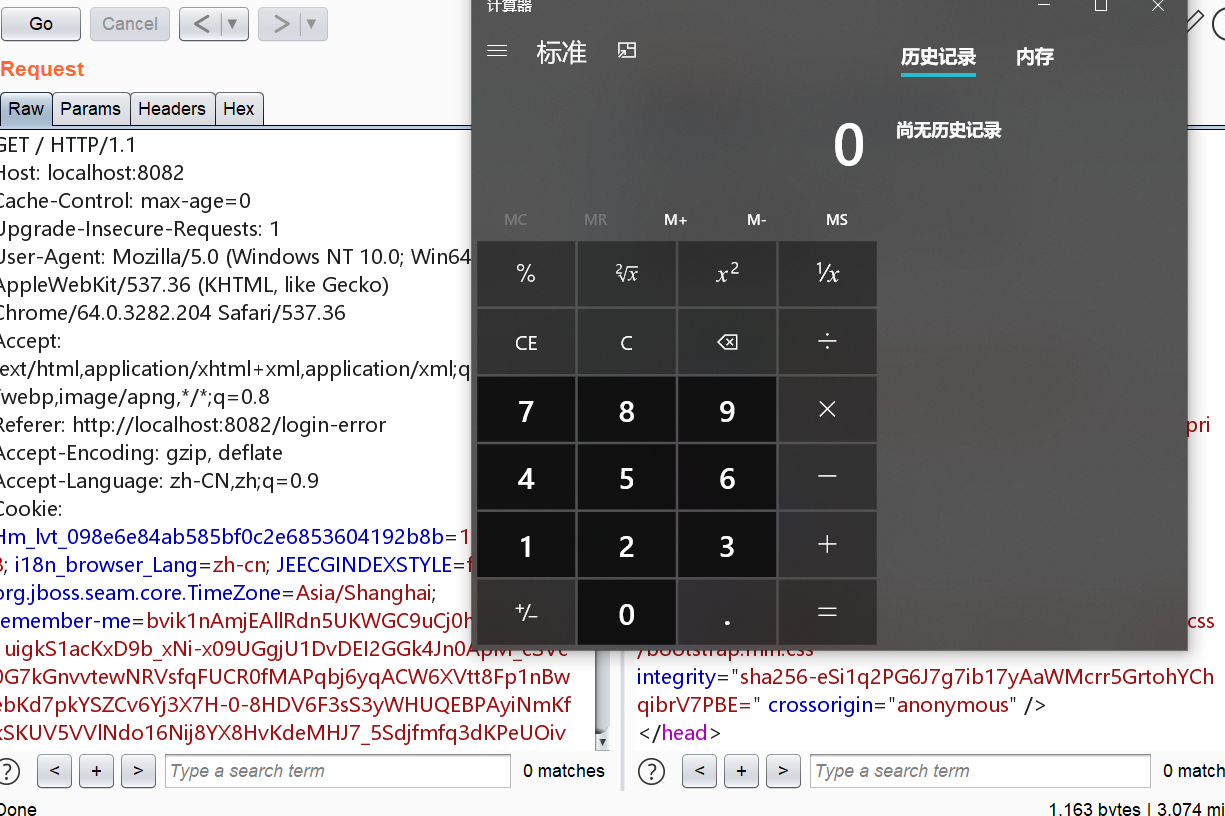 Go
Cancel
<
>
Request
Raw
Params
Headers
Hex
GET / HTTP/1.1
Host: localhost:8082
Cache-Control: max-age=0
Upgrade-Insecure-Requests: 1
User-Agent: Mozilla/5.0 (Windows NT 10.0; Win64
AppleWebKit/537.36 (KHTML, like Gecko)
Chrome/64.0.3282.204 Safari/537.36
Accept:
text/html,application/xhtml+xml,application/xml;q
/webp,image/apng,*/*;q=0.8
Referer: http://localhost:8082/login-error
Accept-Encoding: gzip, deflate
Accept-Language: zh-CN,zh;q=0.9
Cookie:
Hm_lvt_098e6e84ab585bf0c2e6853604192b8b=1
8; i18n_browser_Lang=zh-cn; JEECGINDEXSTYLE=f
org.jboss.seam.core.TimeZone=Asia/Shanghai;
remember-me=bvik1nAmjEAllRdn5UKWGC9uCj0h
uigkS1acKxD9b_xNi-x09UGgjU1DvDEI2GGk4Jn0ApM_cSVc
0G7kGnvvtewNRVsfqFUCR0fMAPqbj6yqACW6XVtt8Fp1nBw
ebKd7pkYSZCv6Yj3X7H-0-8HDV6F3sS3yWHUQEBPAyiNmKf
kSKUV5VVlNdo16Nij8YX8HvKdeMHJ7_5Sdjfmfq3dKPeUOiv
?
<
+
>
Type a search term
0 matches
Done
计算器
标准
历史记录
内存
0
尚无历史记录
MC
MR
M+
M-
MS
%
²√x
x²
¹/x
CE
C
÷
7
8
9
×
4
5
6
−
1
2
3
+
+/−
0
.
=
pri
css
/bootstrap.min.css
integrity="sha256-eSi1q2PG6J7g7ib17yAaWMcrr5GrtohYCh
qibrV7PBE=" crossorigin="anonymous" />
</head>
?
<
+
>
Type a search term
0 match
1,163 bytes | 3,074 mi